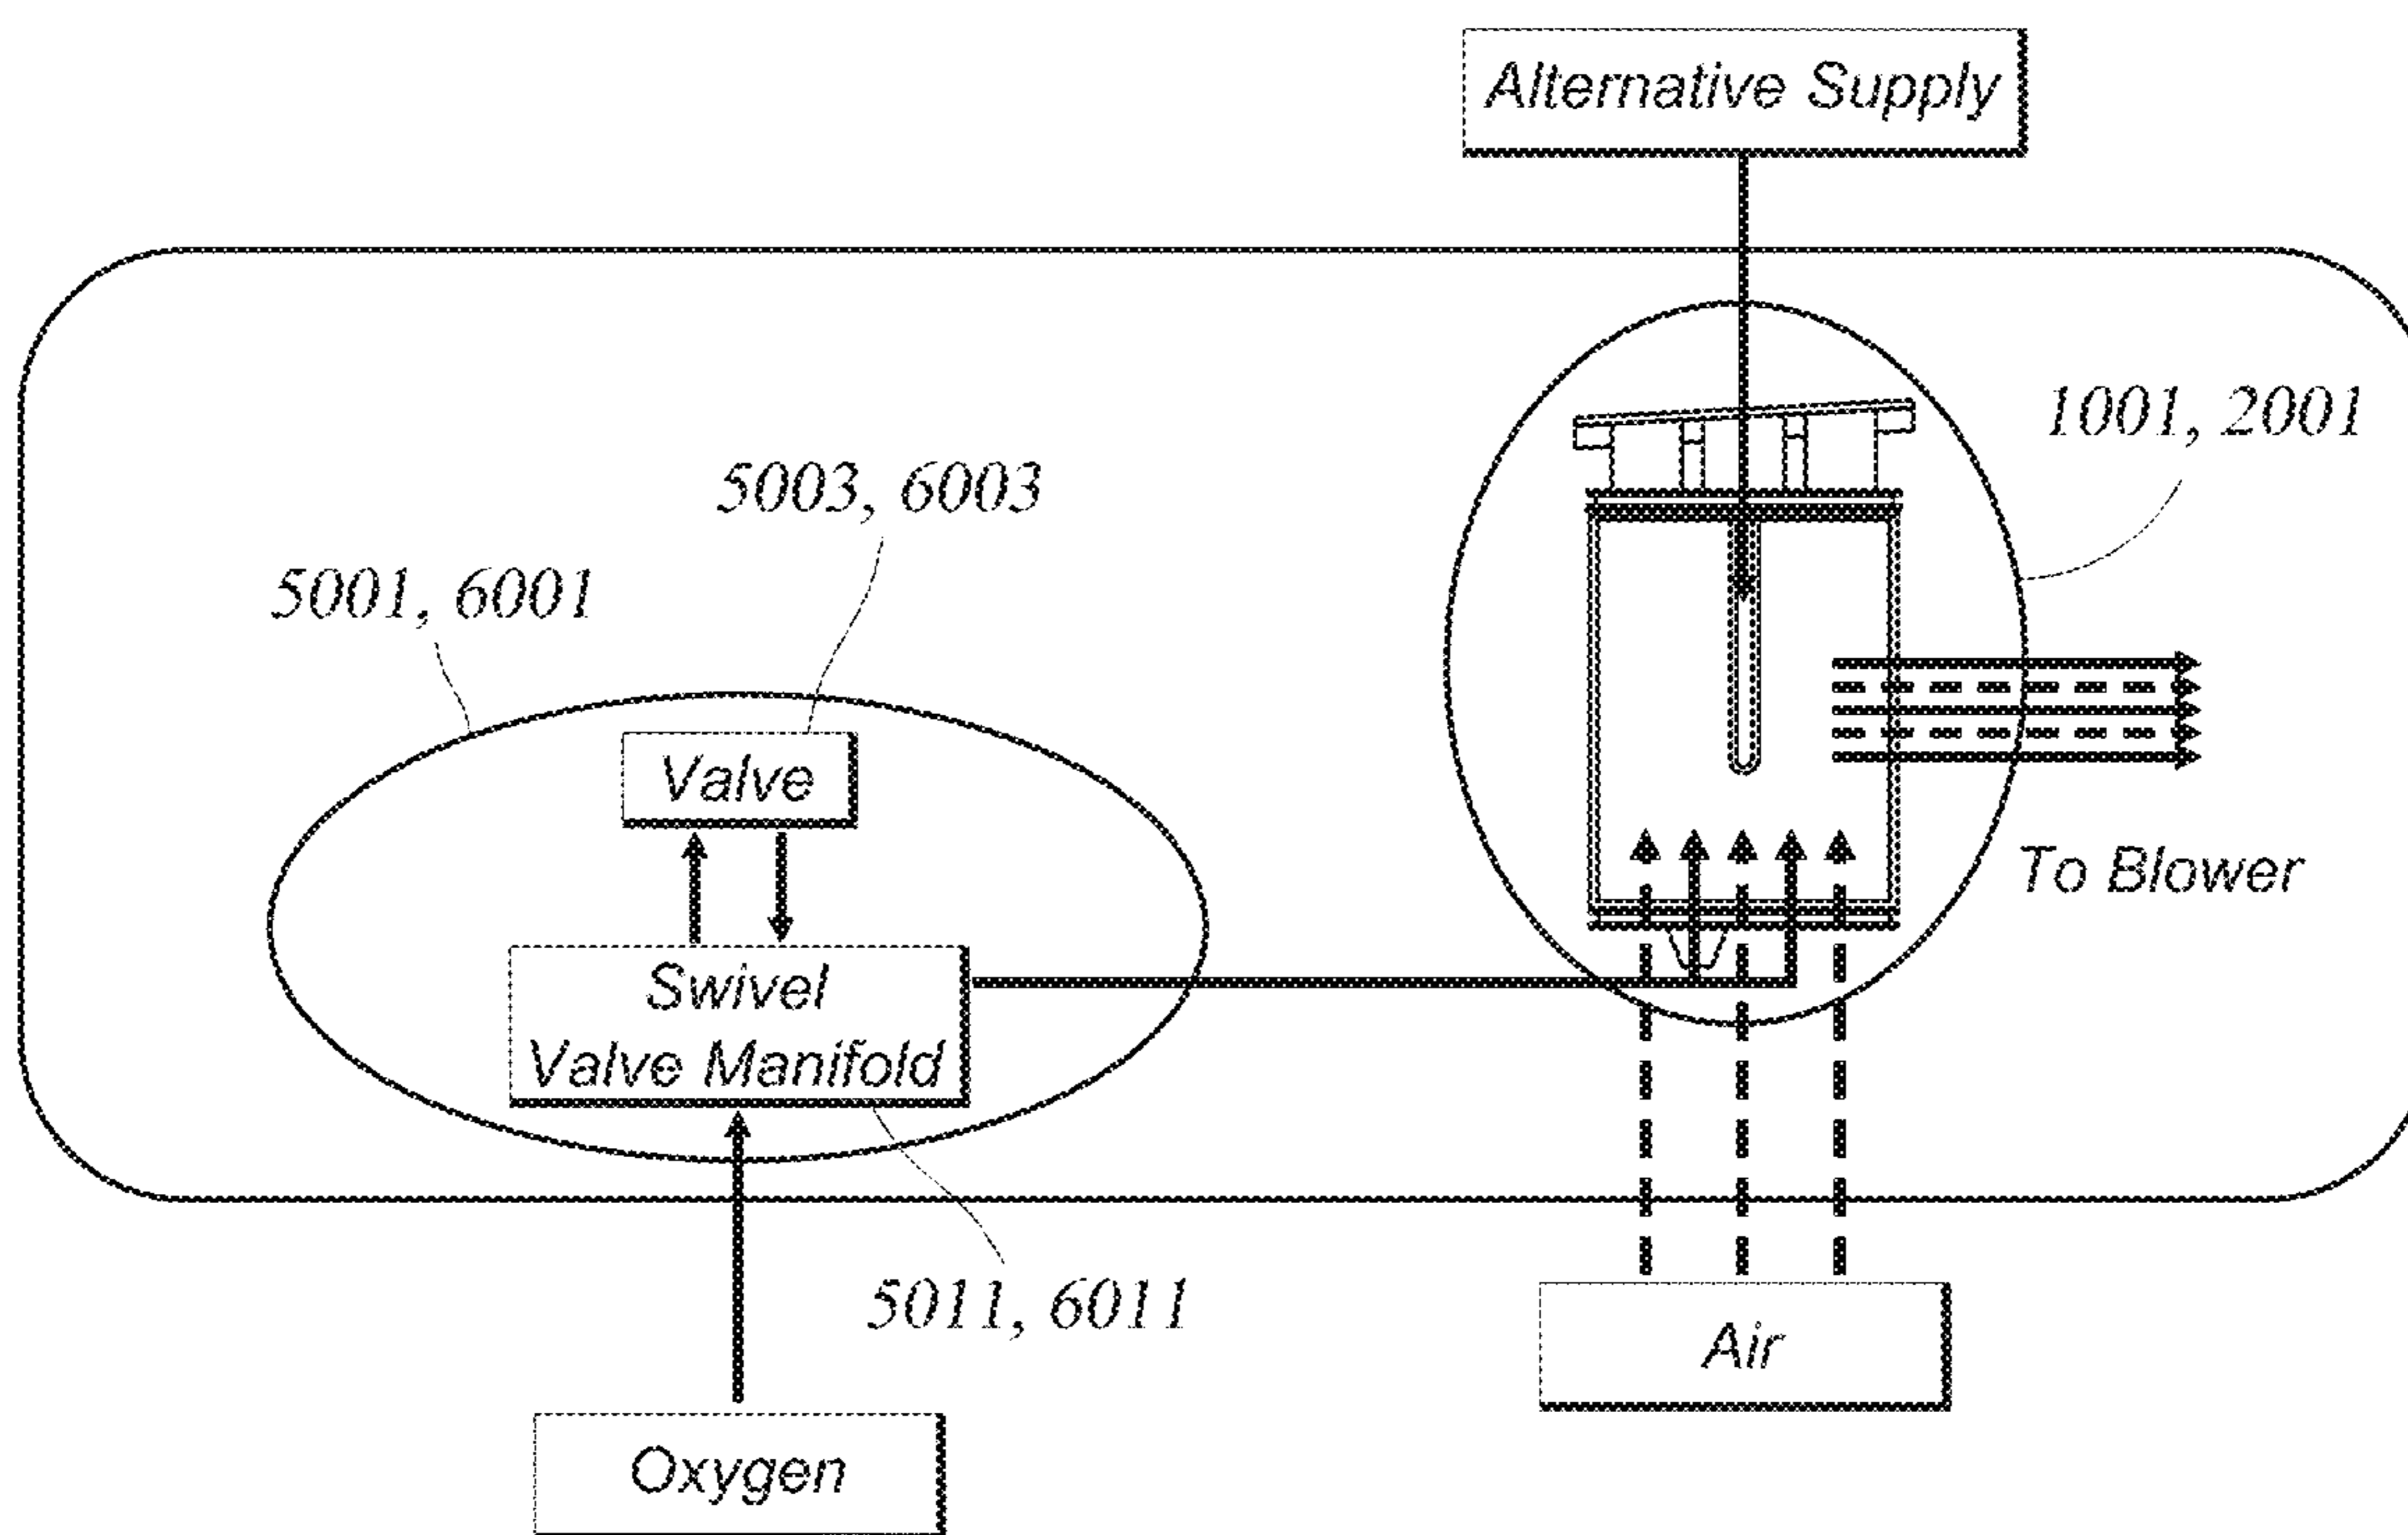 Alternative Supply
1001, 2001
5003, 6003
5001, 6001
Valve
To Blower
Swivel
Valve Manifold
5011, 6011
Air
Oxygen